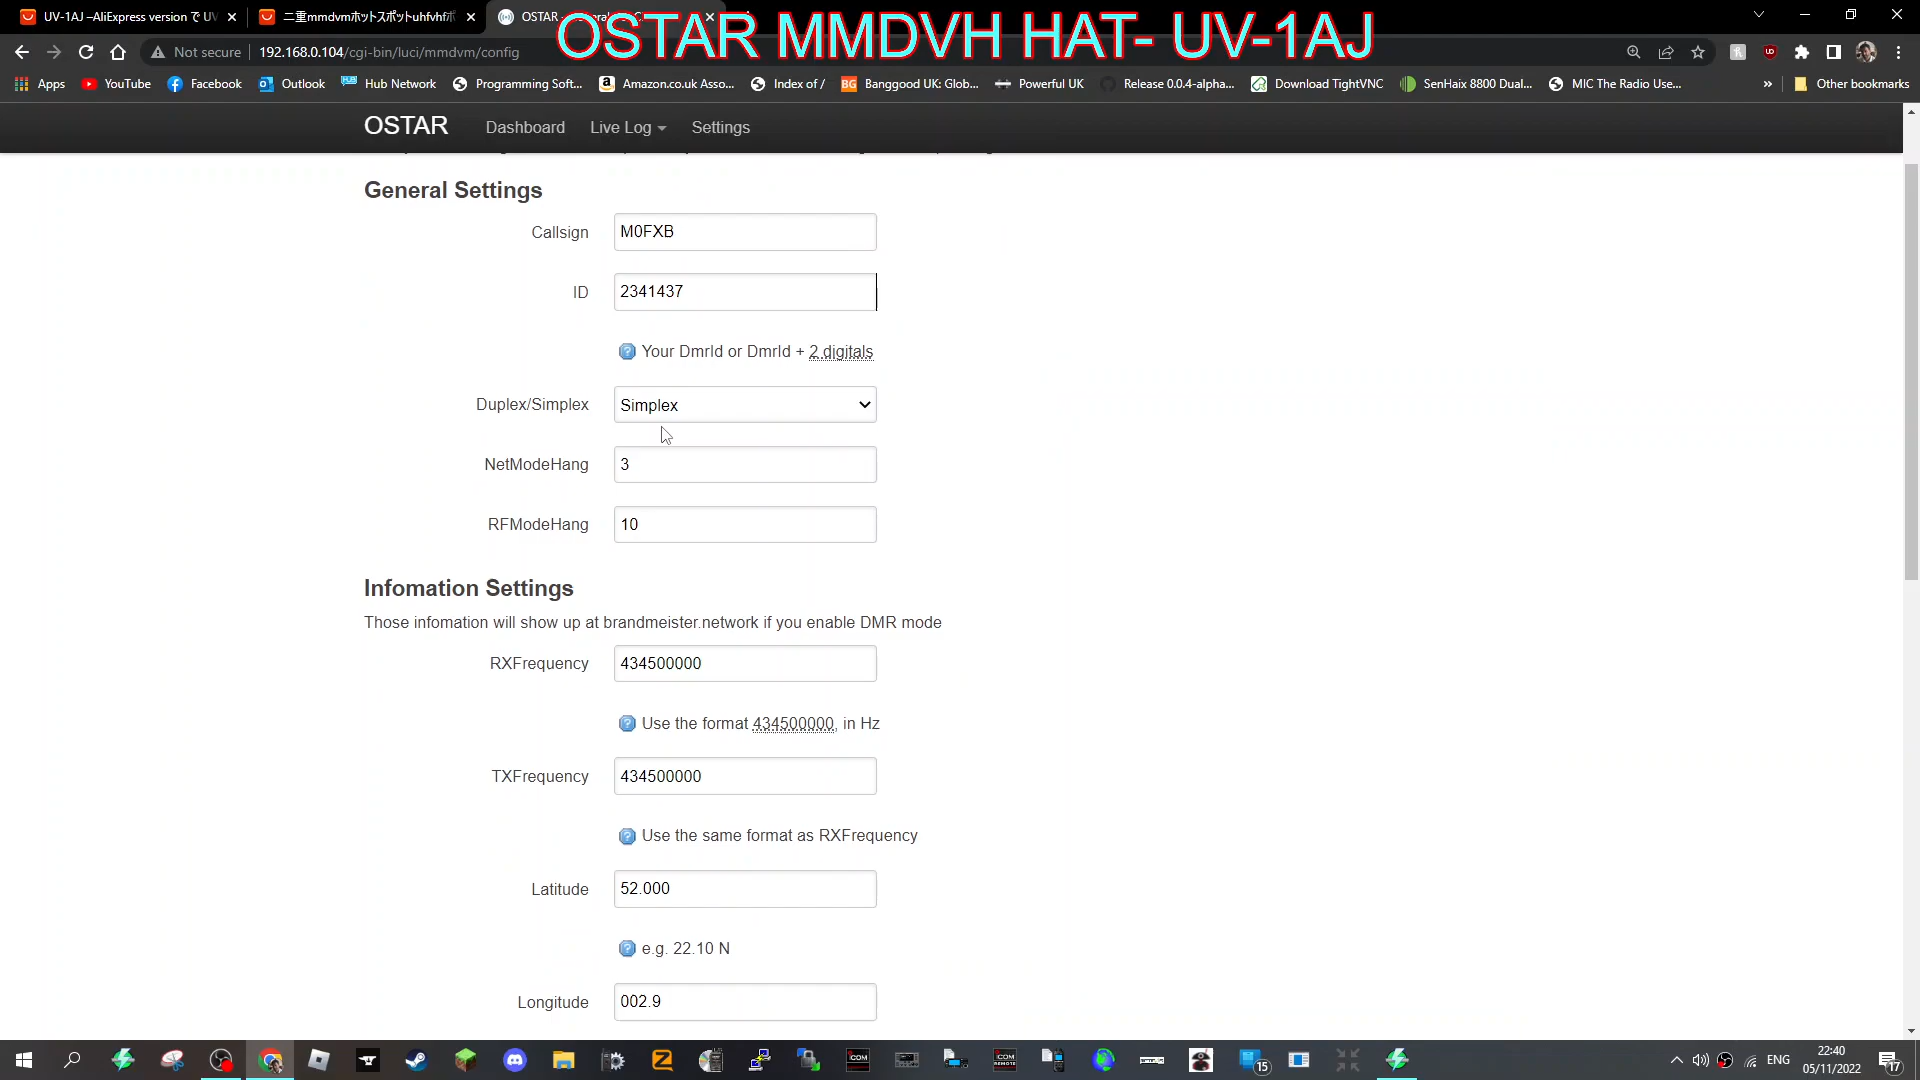 UV-1AJ –AliExpress version で UV
二重mmdvmホットスポットuhfvhfボ
OSTAR
OSTAR MMDVH HAT- UV-1AJ
Not secure
192.168.0.104/cgi-bin/luci/mmdvm/config
Apps
YouTube
Facebook
Outlook
Hub Network
Programming Soft...
Amazon.co.uk Asso...
Index of /
Banggood UK: Glob...
Powerful UK
Release 0.0.4-alpha...
Download TightVNC
SenHaix 8800 Dual...
MIC The Radio Use...
»
Other bookmarks
OSTAR
Dashboard
Live Log
Settings
General Settings
Callsign
M0FXB
ID
2341437
Your DmrId or DmrId + 2 digitals
Duplex/Simplex
Simplex
NetModeHang
3
RFModeHang
10
Infomation Settings
Those infomation will show up at brandmeister.network if you enable DMR mode
RXFrequency
434500000
Use the format 434500000, in Hz
TXFrequency
434500000
Use the same format as RXFrequency
Latitude
52.000
e.g. 22.10 N
Longitude
002.9
15
ENG
22:40
05/11/2022
17